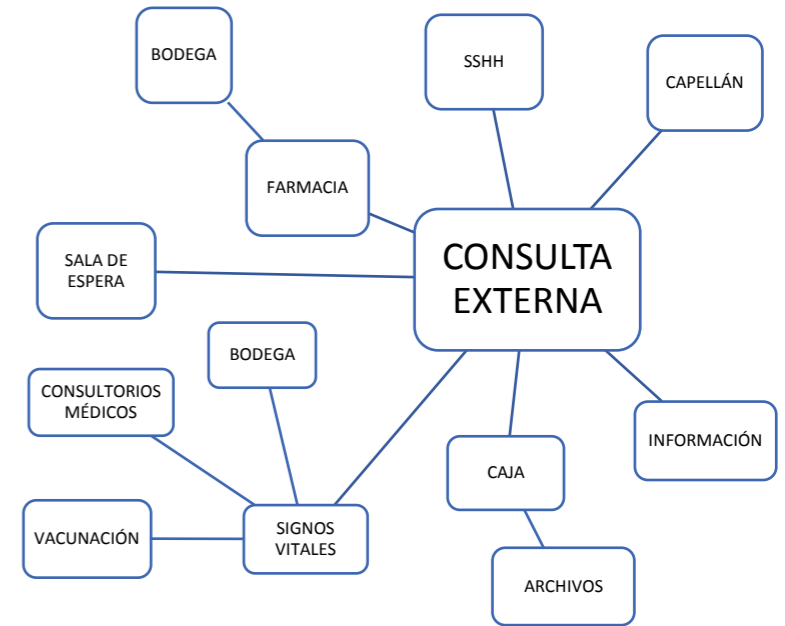 BODEGA
SSHH
CAPELLÁN
FARMACIA
CONSULTA
EXTERNA
SALA DE
ESPERA
BODEGA
CONSULTORIOS
MÉDICOS
INFORMACIÓN
CAJA
VACUNACIÓN
SIGNOS
VITALES
ARCHIVOS